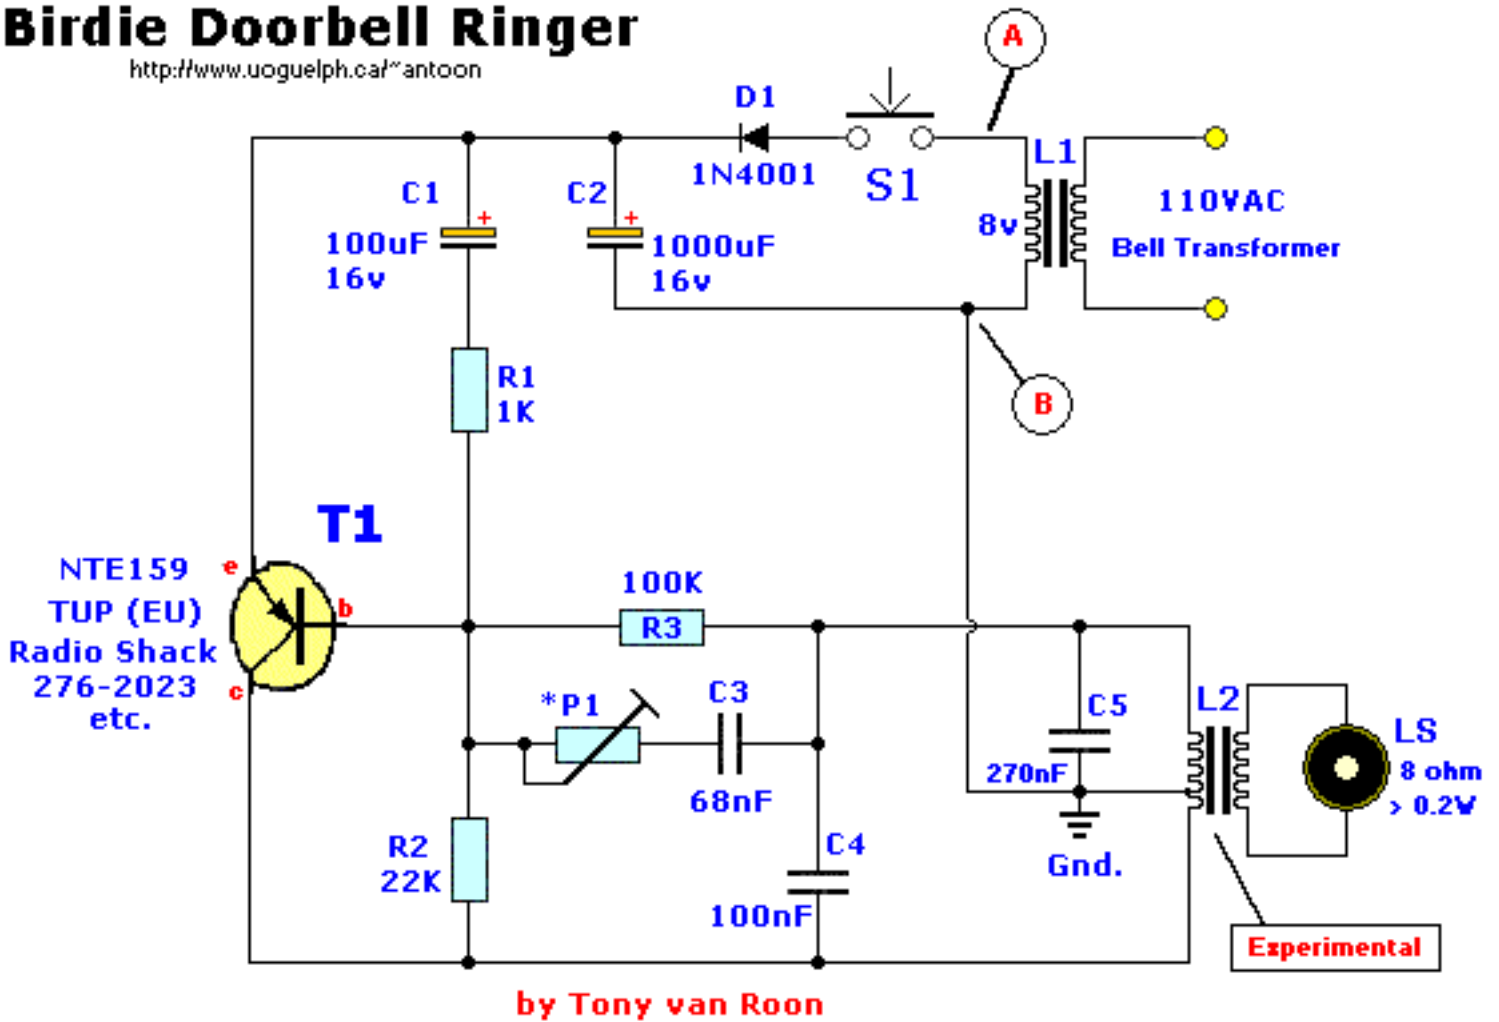 Birdie Doorbell Ringer
http://www.uoguelph.ca/~antoon
A
D1
1N4001
S1
L1
8v
110VAC
Bell Transformer
C1
+
100uF
16v
C2
+
1000uF
16v
B
R1
1K
T1
NTE159
TUP (EU)
Radio Shack
276-2023
etc.
e
b
c
100K
R3
*P1
C3
68nF
C5
270nF
L2
LS
8 ohm
> 0.2W
R2
22K
C4
100nF
Gnd.
Experimental
by Tony van Roon